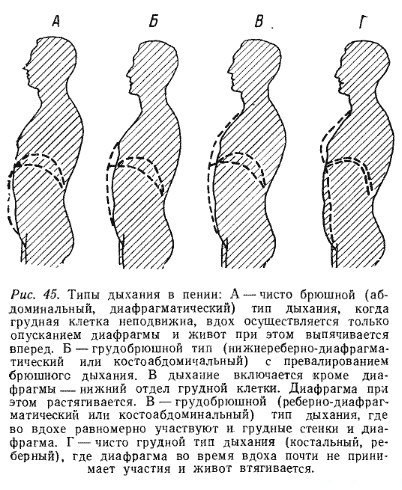 А Б В Г
Рис. 45. Типы дыхания в пении: А — чисто брюшной (аб-
доминальный, диафрагматический) тип дыхания, когда
грудная клетка неподвижна, вдох осуществляется только
опусканием диафрагмы и живот при этом выпячивается
вперед. Б — грудобрюшной тип (нижнереберно-диафрагма-
тический или костоабдомичальный) с превалированием
брюшного дыхания. В дыхание включается кроме диа-
фрагмы — нижний отдел грудной клетки. Диафрагма при
этом растягивается. В — грудобрюшной (реберно-диафраг-
матический или костоабдоминальный) тип дыхания, где
во вдохе равномерно участвуют и грудные стенки и диа-
фрагма. Г — чисто грудной тип дыхания (костальный, ре-
берный), где диафрагма во время вдоха почти не прини-
мает участия и живот втягивается.